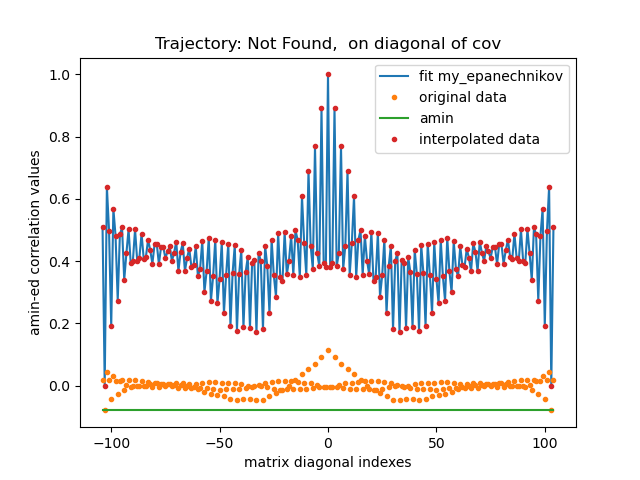 Trajectory: Not Found,  on diagonal of cov
fit my_epanechnikov
original data
amin
interpolated data
amin-ed correlation values
1.0
0.8
0.6
0.4
0.2
0.0
−100
−50
0
50
100
matrix diagonal indexes